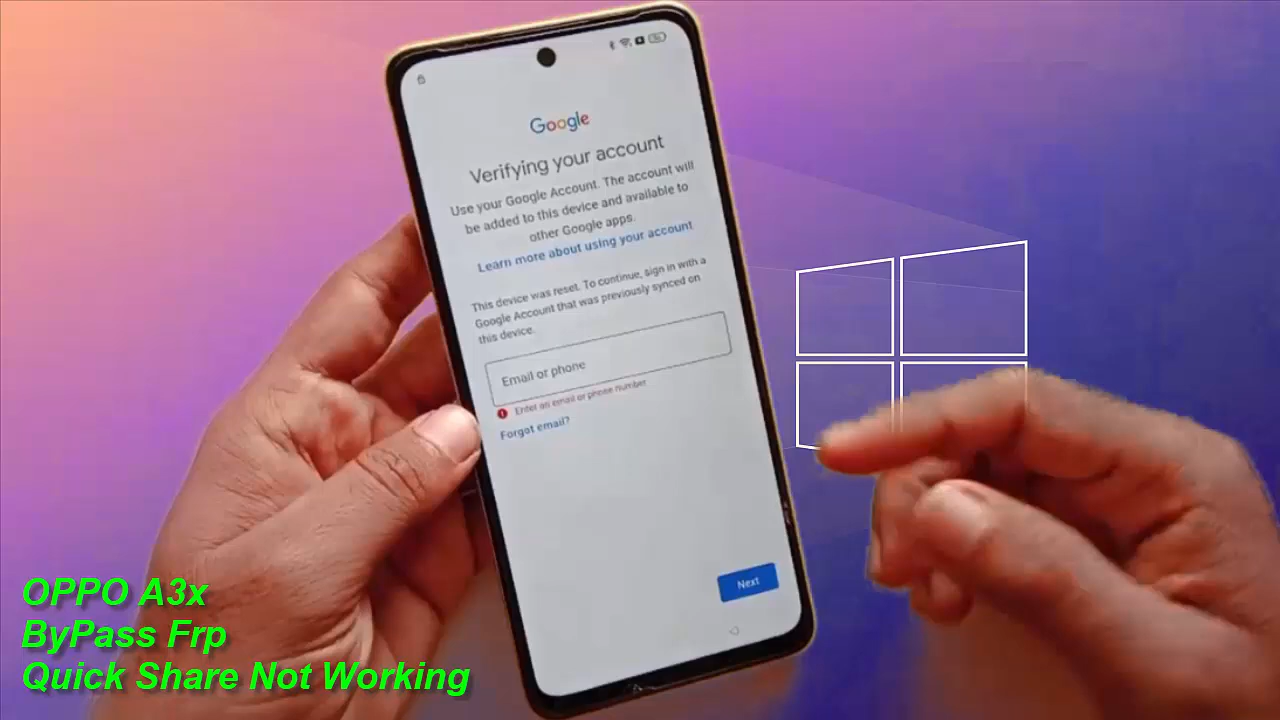 Google
Verifying your account
Use your Google Account. The account will
be added to this device and available to
other Google apps.
Learn more about using your account
This device was reset. To continue, sign in with a
Google Account that was previously synced on
this device.
Email or phone
Enter an email or phone number
Forgot email?
Next
OPPO A3x
ByPass Frp
Quick Share Not Working